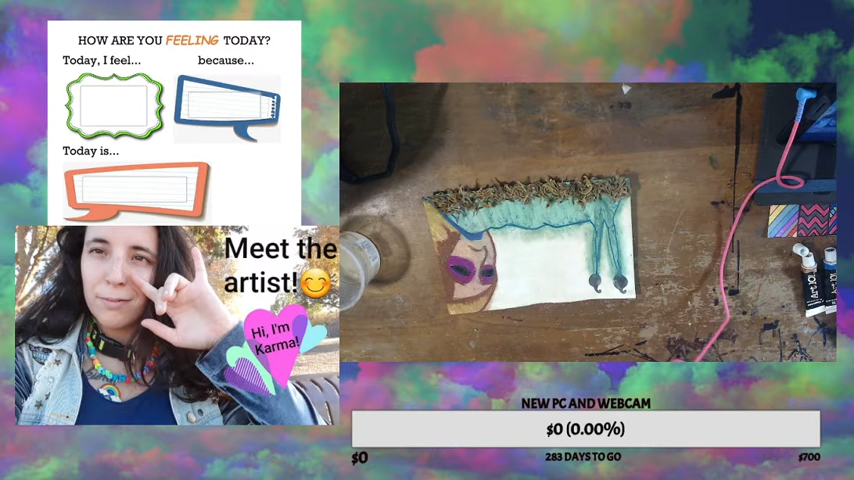 HOW ARE YOU FEELING TODAY?
Today, I feel...
because...
Today is...
Meet the
artist!😊
Hi, I'm
Karma!
NEW PC AND WEBCAM
$0 (0.00%)
$0
283 DAYS TO GO
$700